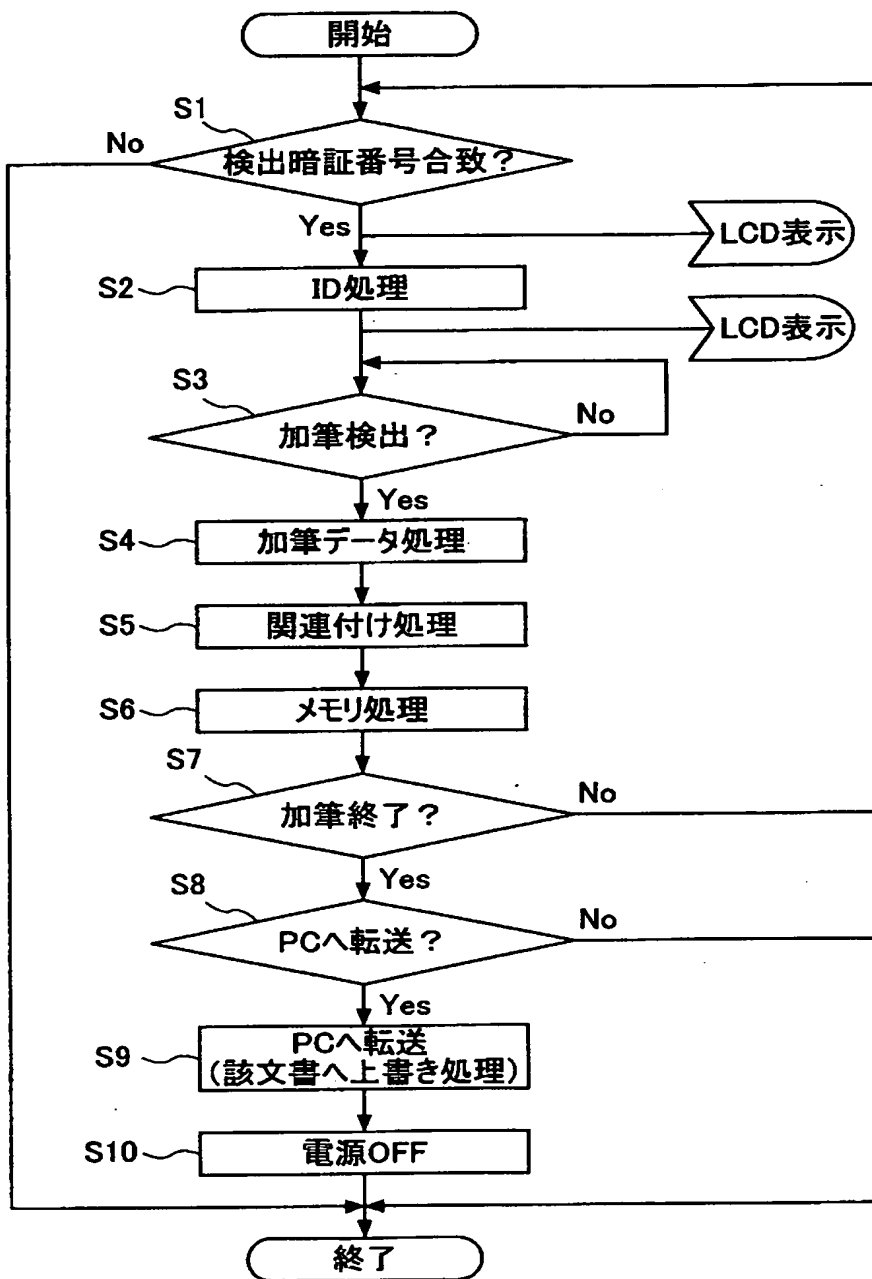 開始
S1
No
検出暗証番号合致？
Yes
LCD表示
S2
ID処理
LCD表示
S3
加筆検出？
No
Yes
S4
加筆データ処理
S5
関連付け処理
S6
メモリ処理
S7
加筆終了？
No
Yes
S8
PCへ転送？
No
Yes
S9
PCへ転送
(該文書へ上書き処理)
S10
電源OFF
終了